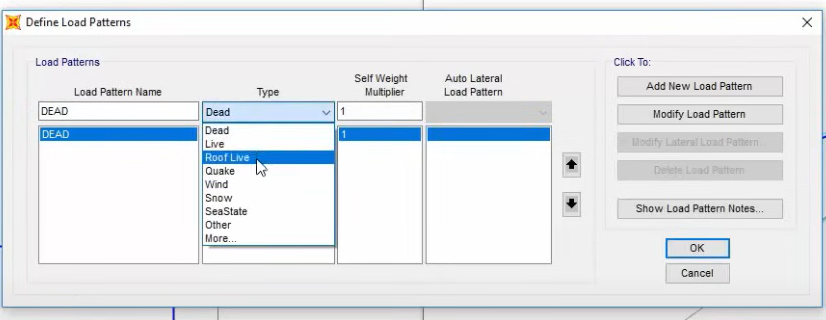 Define Load Patterns
Load Patterns
Click To:
Load Pattern Name
Type
Self Weight
Multiplier
Auto Lateral
Load Pattern
DEAD
Dead
1
DEAD
1
Dead
Live
Roof Live
Quake
Wind
Snow
SeaState
Other
More...
Add New Load Pattern
Modify Load Pattern
Modify Lateral Load Pattern...
Delete Load Pattern
Show Load Pattern Notes...
OK
Cancel